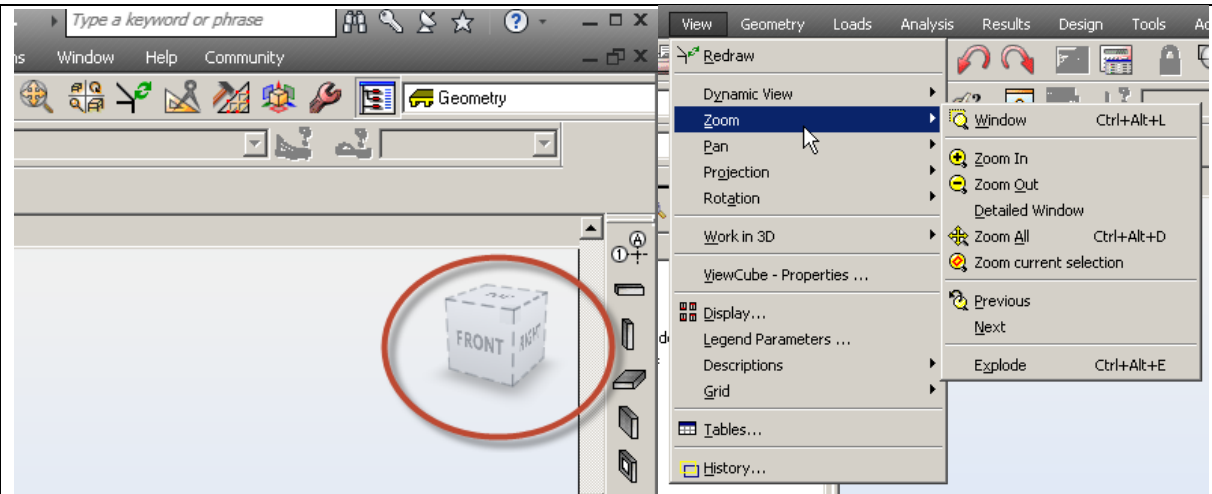 Type a keyword or phrase
Window Help Community
Geometry
TOP
FRONT RIGHT
View Geometry Loads Analysis Results Design Tools
Redraw
Dynamic View
Zoom
Pan
Projection
Rotation
Work in 3D
ViewCube - Properties ...
Display...
Legend Parameters ...
Descriptions
Grid
Tables...
History...
Window Ctrl+Alt+L
Zoom In
Zoom Out
Detailed Window
Zoom All Ctrl+Alt+D
Zoom current selection
Previous
Next
Explode Ctrl+Alt+E